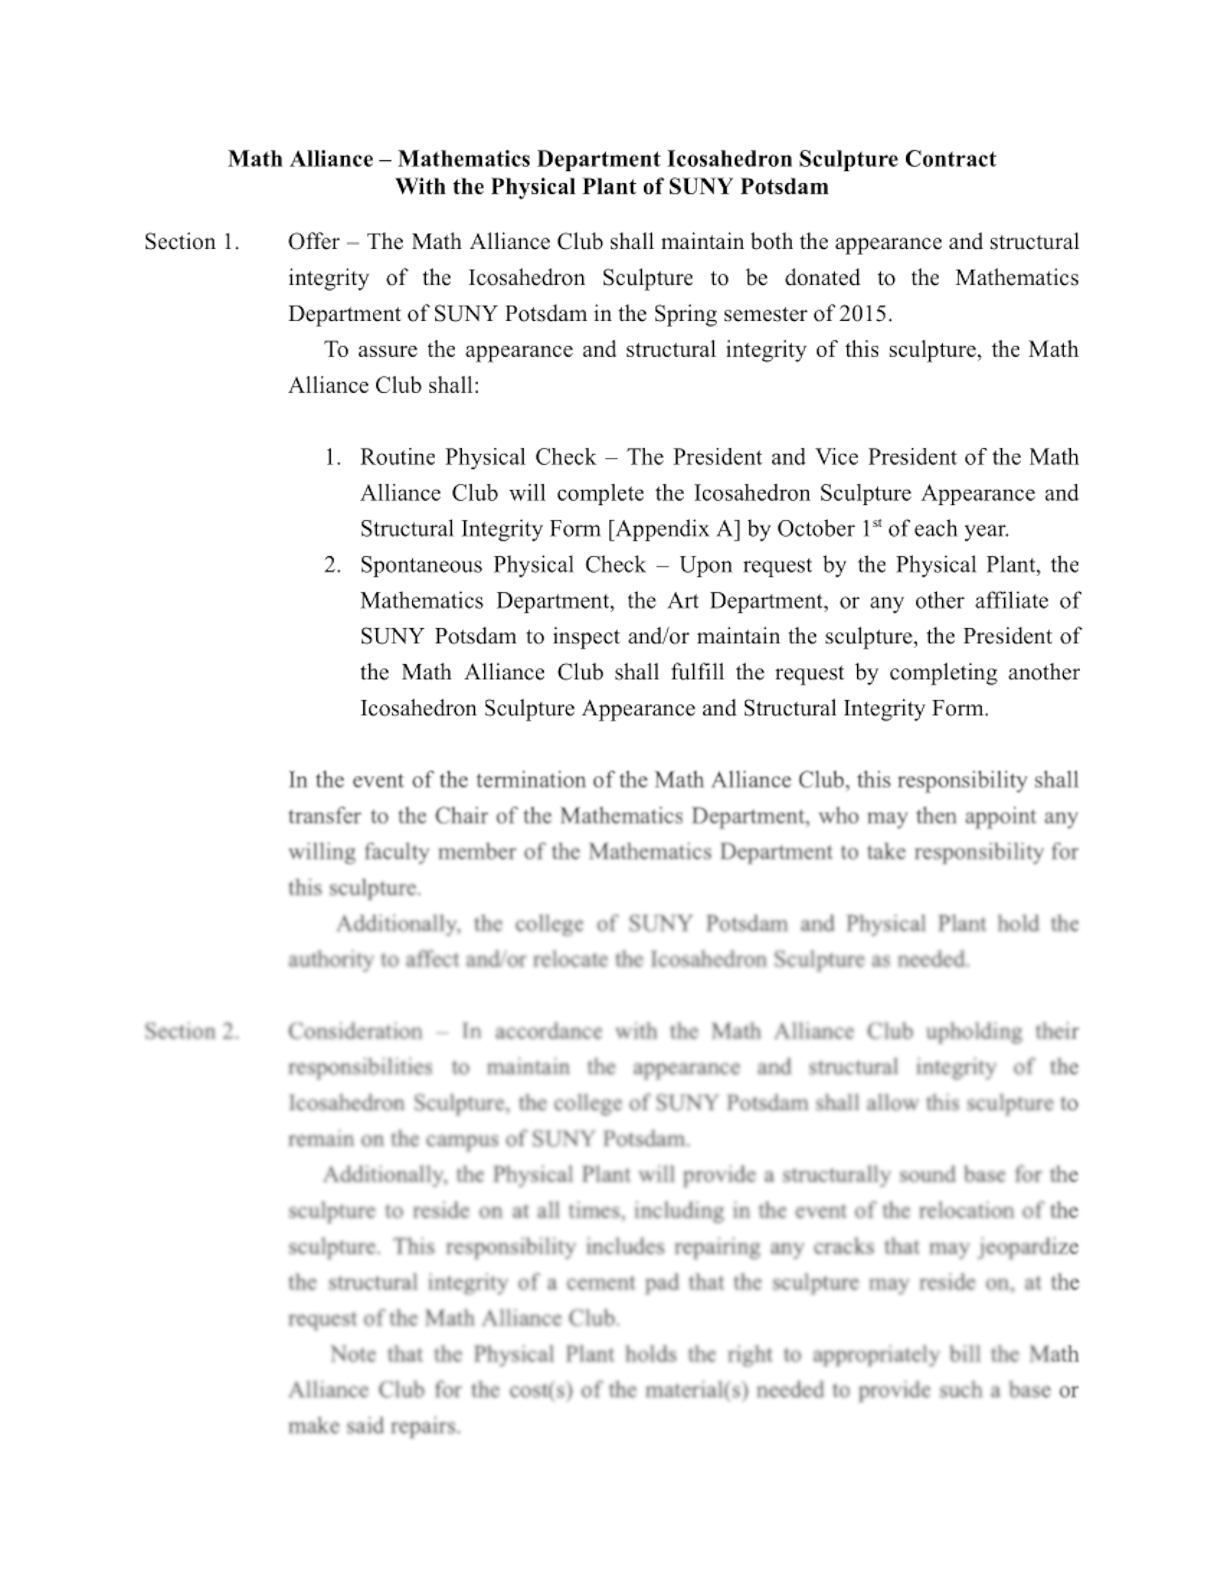 Math Alliance – Mathematics Department Icosahedron Sculpture Contract
With the Physical Plant of SUNY Potsdam
Section 1. Offer – The Math Alliance Club shall maintain both the appearance and structural
integrity of the Icosahedron Sculpture to be donated to the Mathematics
Department of SUNY Potsdam in the Spring semester of 2015.
To assure the appearance and structural integrity of this sculpture, the Math
Alliance Club shall:
1. Routine Physical Check – The President and Vice President of the Math
Alliance Club will complete the Icosahedron Sculpture Appearance and
Structural Integrity Form [Appendix A] by October 1st of each year.
2. Spontaneous Physical Check – Upon request by the Physical Plant, the
Mathematics Department, the Art Department, or any other affiliate of
SUNY Potsdam to inspect and/or maintain the sculpture, the President of
the Math Alliance Club shall fulfill the request by completing another
Icosahedron Sculpture Appearance and Structural Integrity Form.
In the event of the termination of the Math Alliance Club, this responsibility shall
transfer to the Chair of the Mathematics Department, who may then appoint any
willing faculty member of the Mathematics Department to take responsibility for
this sculpture.
Additionally, the college of SUNY Potsdam and Physical Plant hold the
authority to affect and/or relocate the Icosahedron Sculpture as needed.
Section 2. Consideration – In accordance with the Math Alliance Club upholding their
responsibilities to maintain the appearance and structural integrity of the
Icosahedron Sculpture, the college of SUNY Potsdam shall allow this sculpture to
remain on the campus of SUNY Potsdam.
Additionally, the Physical Plant will provide a structurally sound base for the
sculpture to reside on at all times, including in the event of the relocation of the
sculpture. This responsibility includes repairing any cracks that may jeopardize
the structural integrity of a cement pad that the sculpture may reside on, at the
request of the Math Alliance Club.
Note that the Physical Plant holds the right to appropriately bill the Math
Alliance Club for the cost(s) of the material(s) needed to provide such a base or
make said repairs.